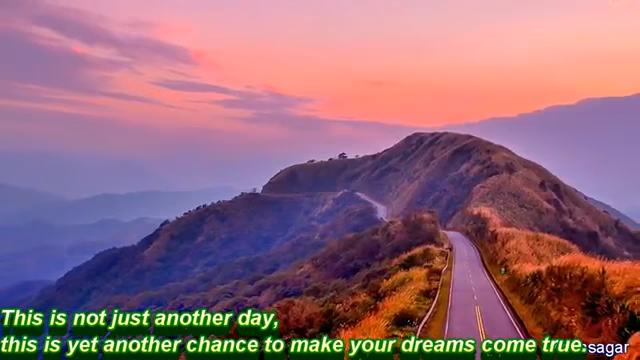 This is not just another day,
this is yet another chance to make your dreams come true.
:sagar